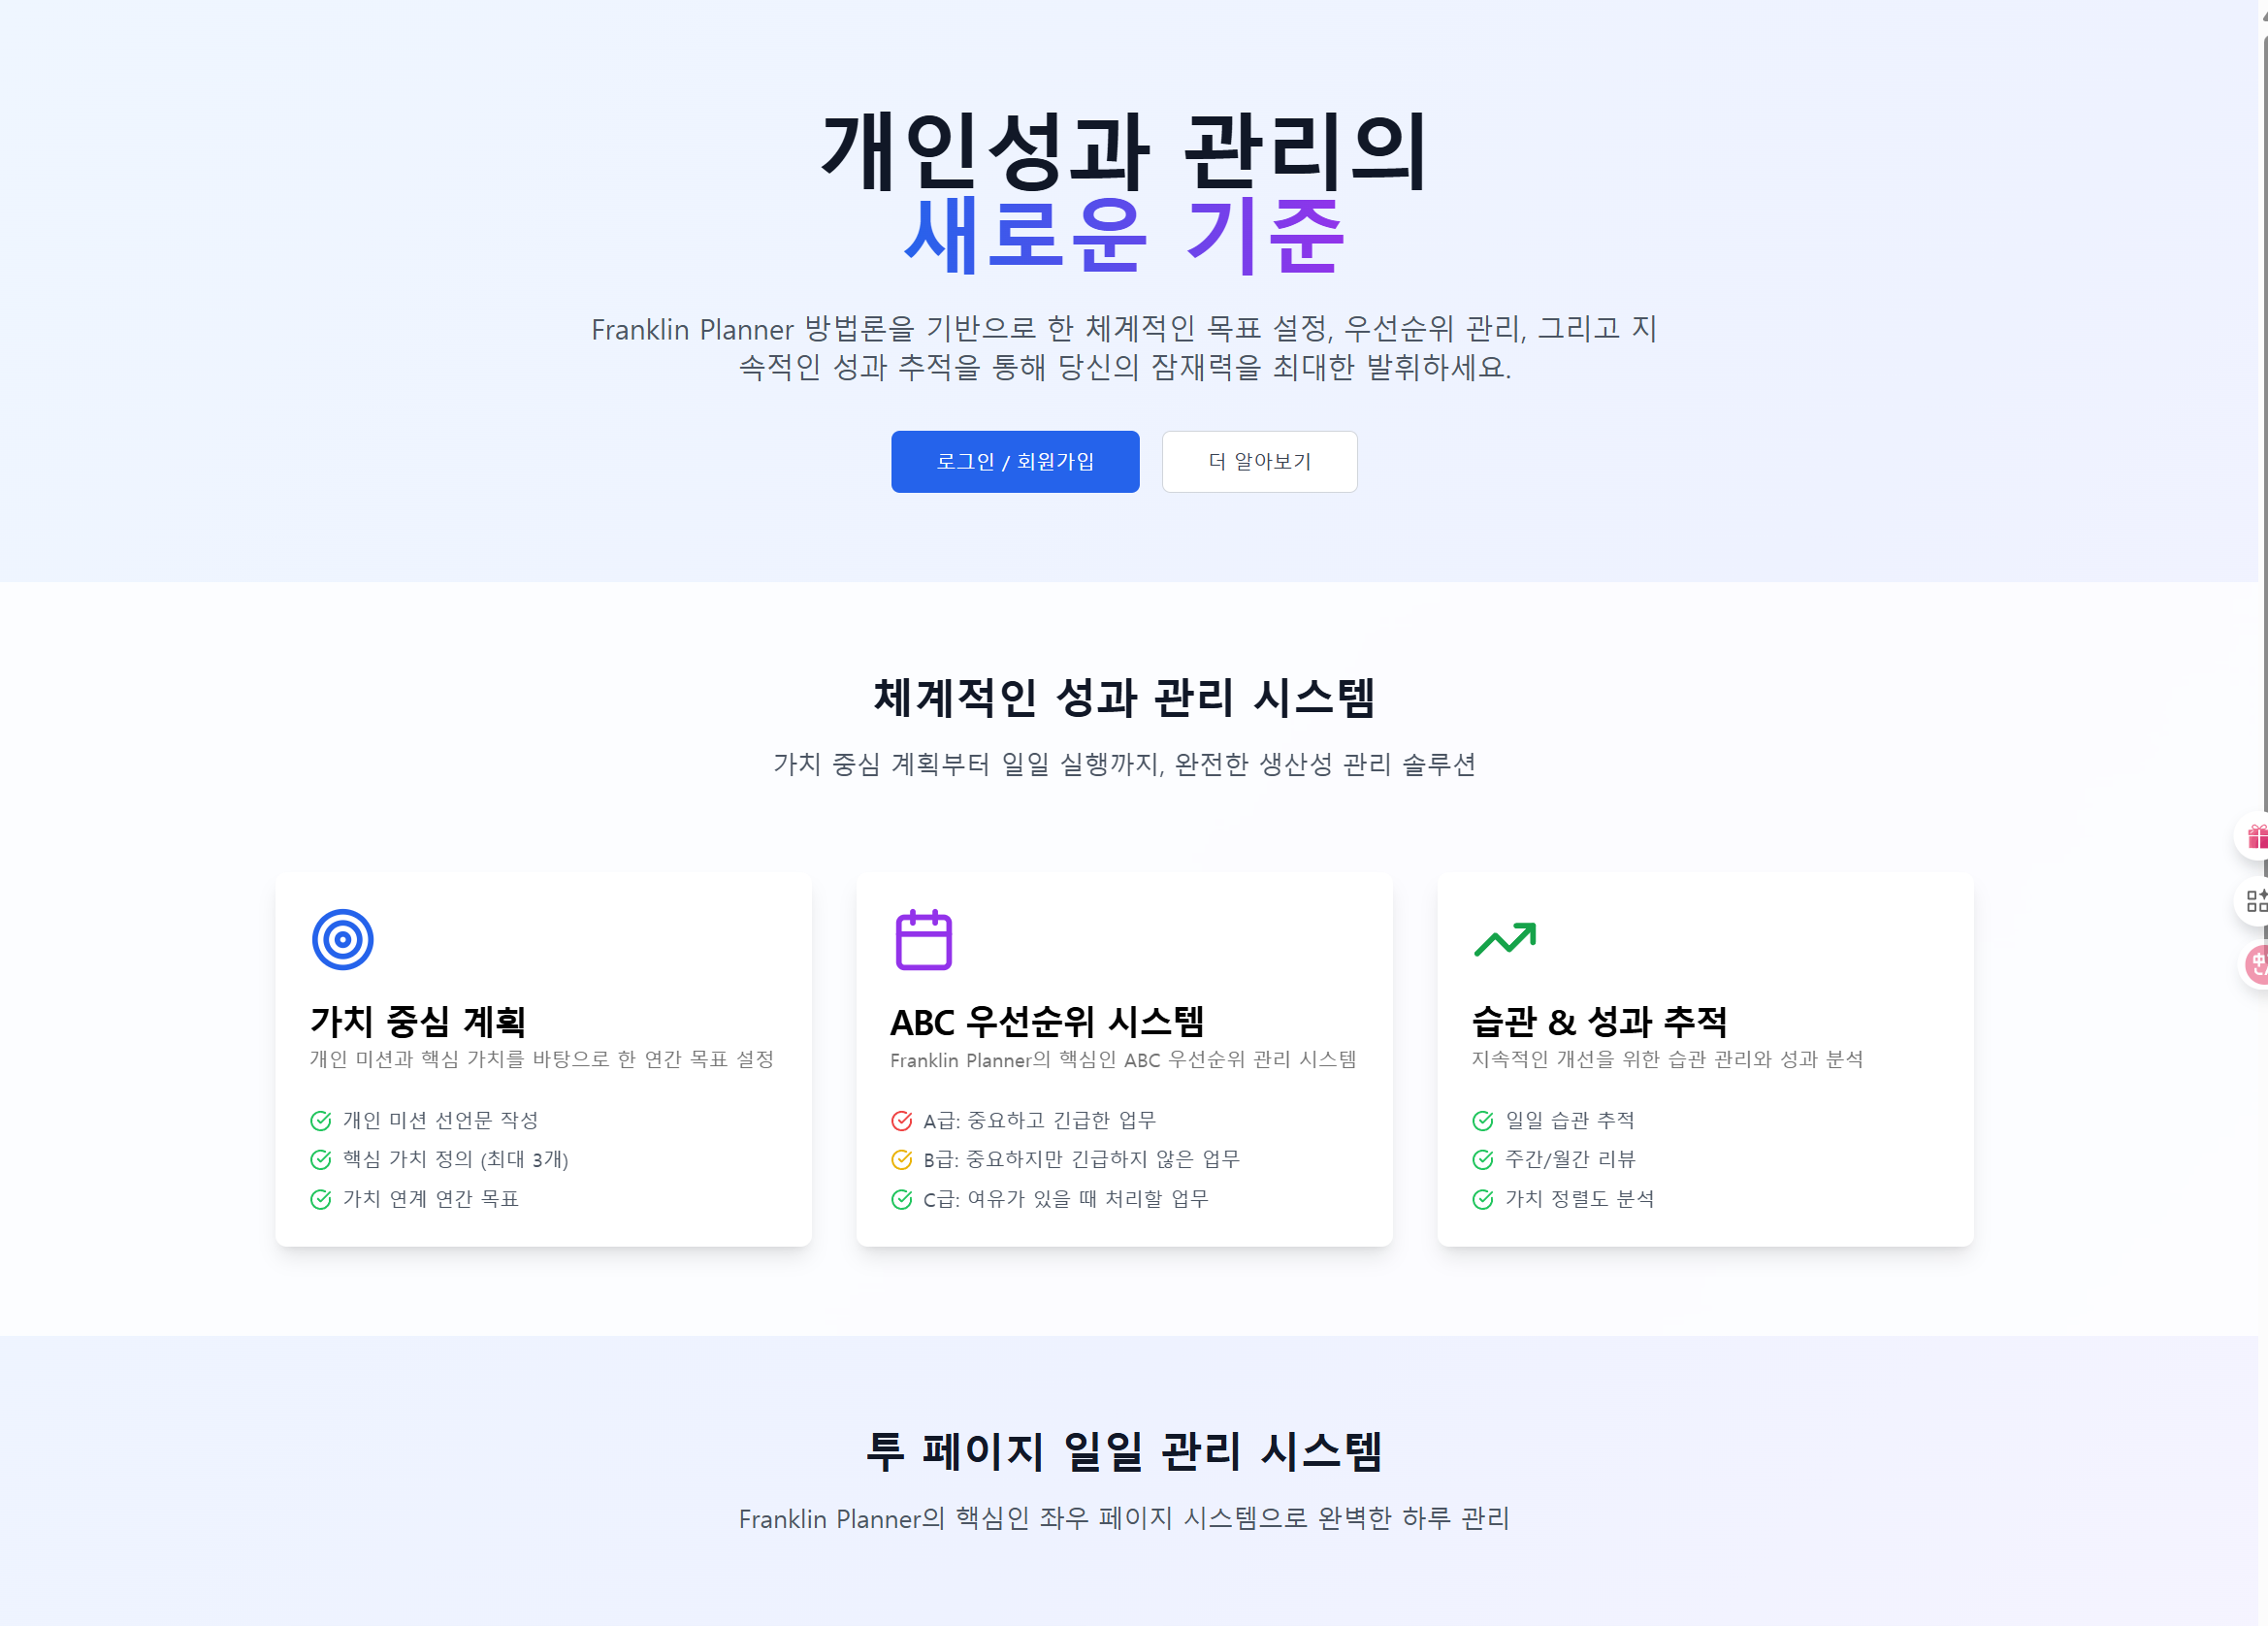 개인성과 관리의
새로운 기준
Franklin Planner 방법론을 기반으로 한 체계적인 목표 설정, 우선순위 관리, 그리고 지
속적인 성과 추적을 통해 당신의 잠재력을 최대한 발휘하세요.
로그인 / 회원가입
더 알아보기
체계적인 성과 관리 시스템
가치 중심 계획부터 일일 실행까지, 완전한 생산성 관리 솔루션
가치 중심 계획
개인 미션과 핵심 가치를 바탕으로 한 연간 목표 설정
개인 미션 선언문 작성
핵심 가치 정의 (최대 3개)
가치 연계 연간 목표
ABC 우선순위 시스템
Franklin Planner의 핵심인 ABC 우선순위 관리 시스템
A급: 중요하고 긴급한 업무
B급: 중요하지만 긴급하지 않은 업무
C급: 여유가 있을 때 처리할 업무
습관 & 성과 추적
지속적인 개선을 위한 습관 관리와 성과 분석
일일 습관 추적
주간/월간 리뷰
가치 정렬도 분석
투 페이지 일일 관리 시스템
Franklin Planner의 핵심인 좌우 페이지 시스템으로 완벽한 하루 관리